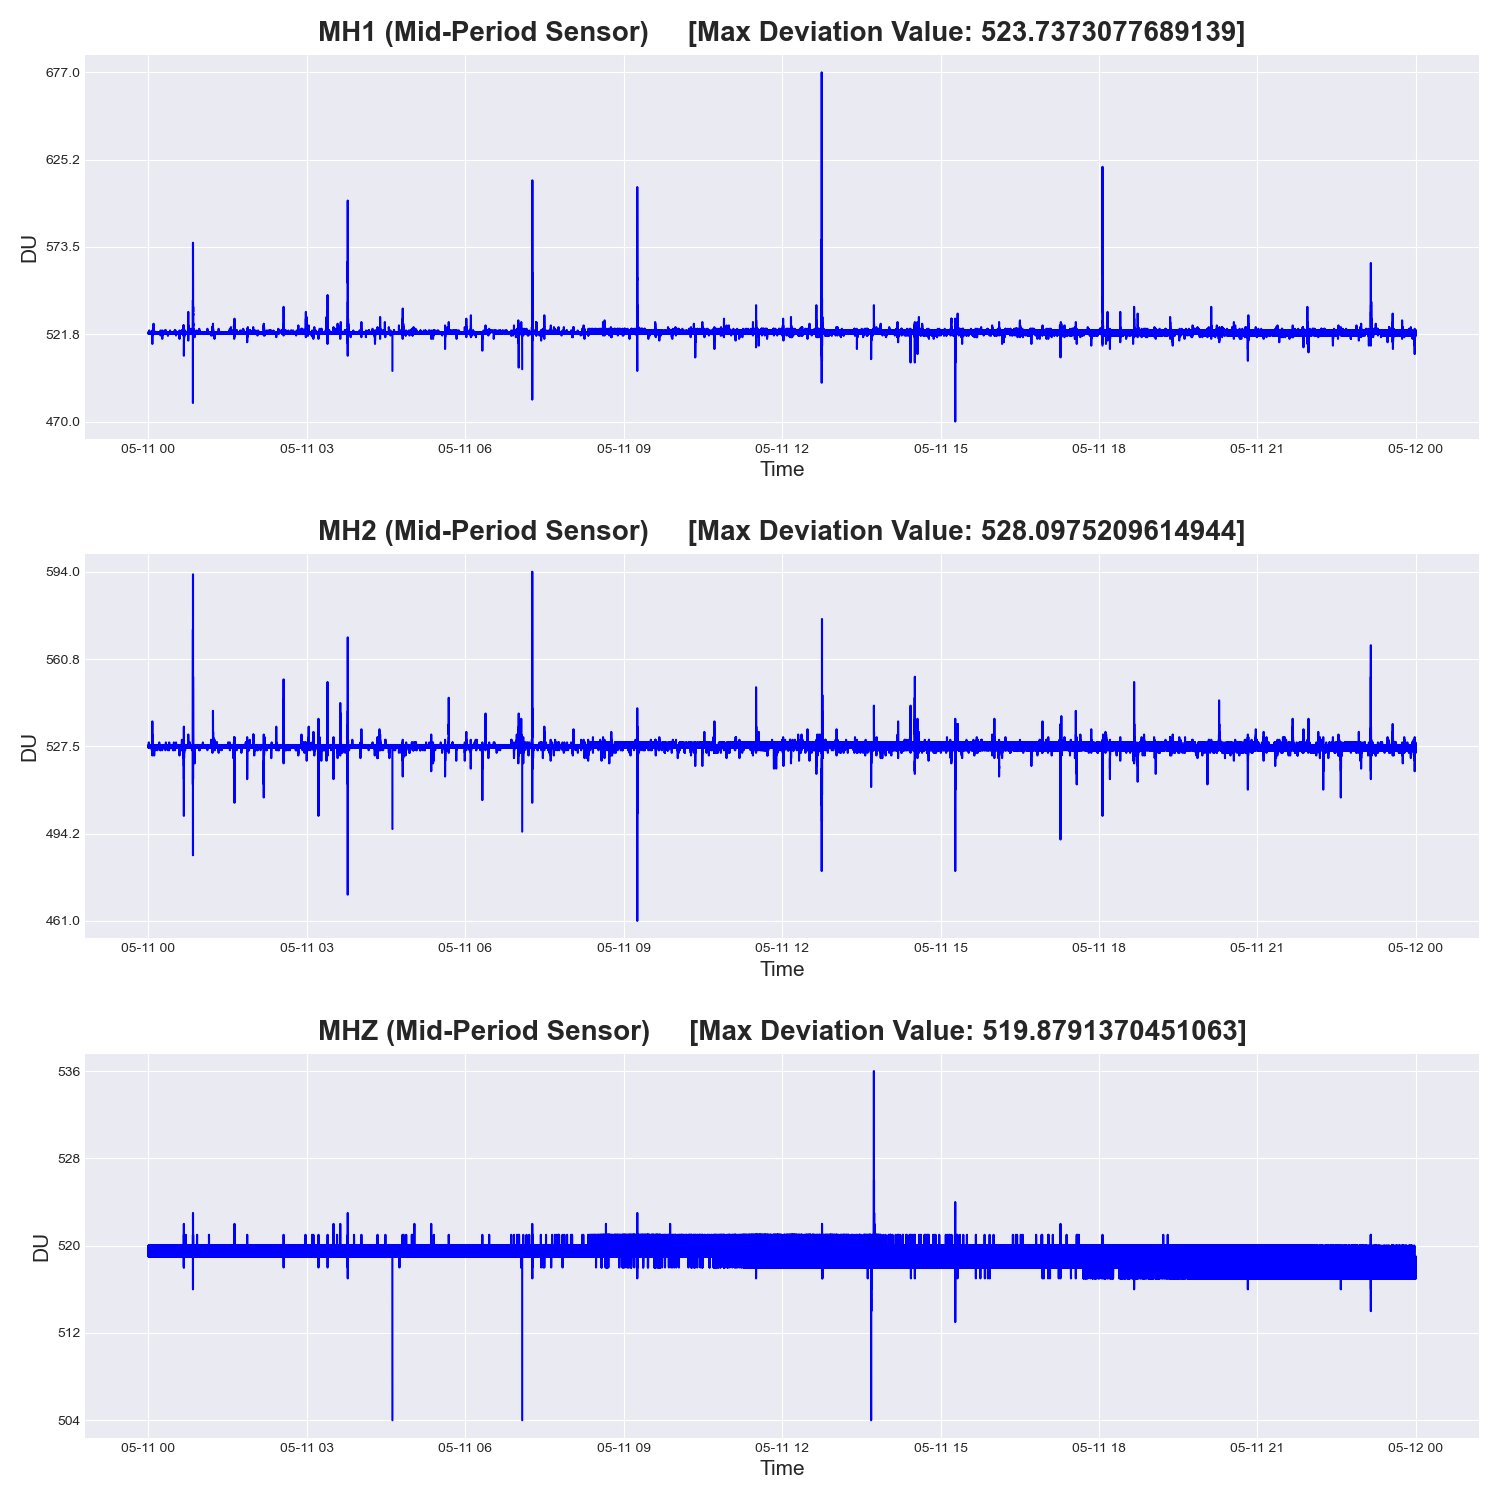 MH1 (Mid-Period Sensor) [Max Deviation Value: 523.7373077689139]
677.0
625.2
573.5
521.8
470.0
DU
05-11 00 05-11 03 05-11 06 05-11 09 05-11 12 05-11 15 05-11 18 05-11 21 05-12 00
Time
MH2 (Mid-Period Sensor) [Max Deviation Value: 528.0975209614944]
594.0
560.8
527.5
494.2
461.0
DU
05-11 00 05-11 03 05-11 06 05-11 09 05-11 12 05-11 15 05-11 18 05-11 21 05-12 00
Time
MHZ (Mid-Period Sensor) [Max Deviation Value: 519.8791370451063]
536
528
520
512
504
DU
05-11 00 05-11 03 05-11 06 05-11 09 05-11 12 05-11 15 05-11 18 05-11 21 05-12 00
Time